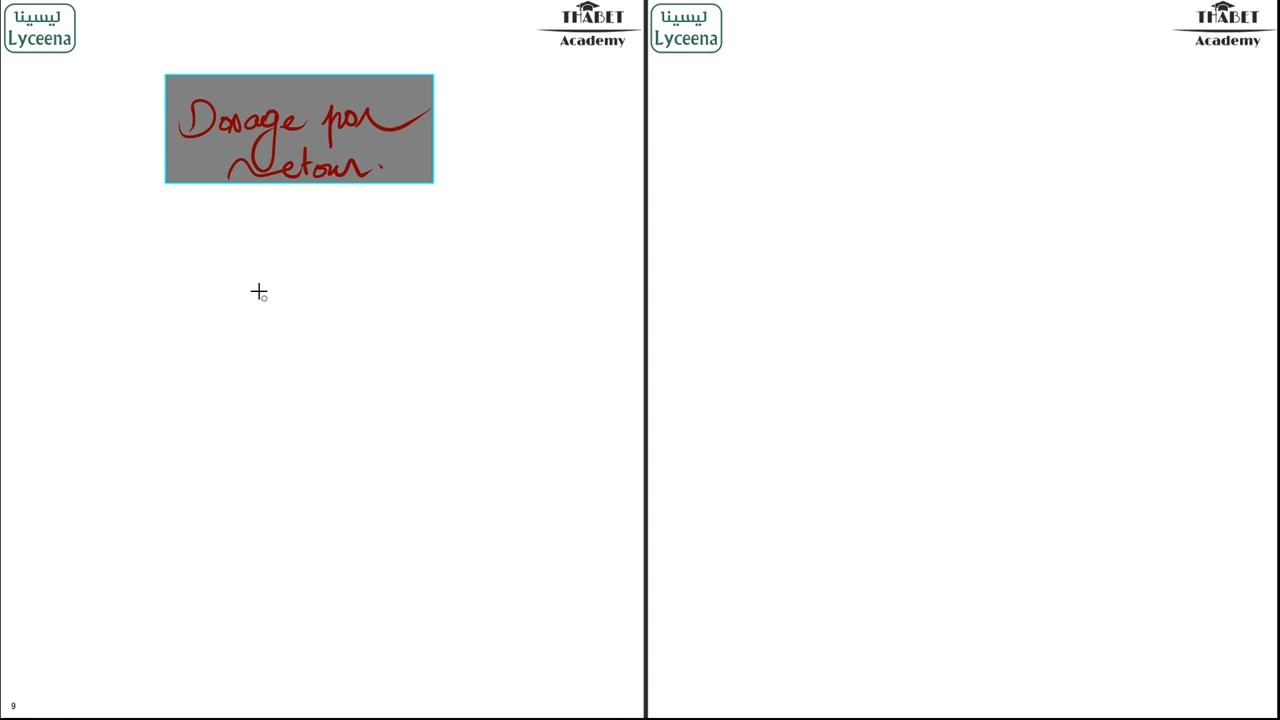 ليسينا
Lyceena
THABET
Academy
Dosage par
retour.
9
ليسينا
Lyceena
THABET
Academy